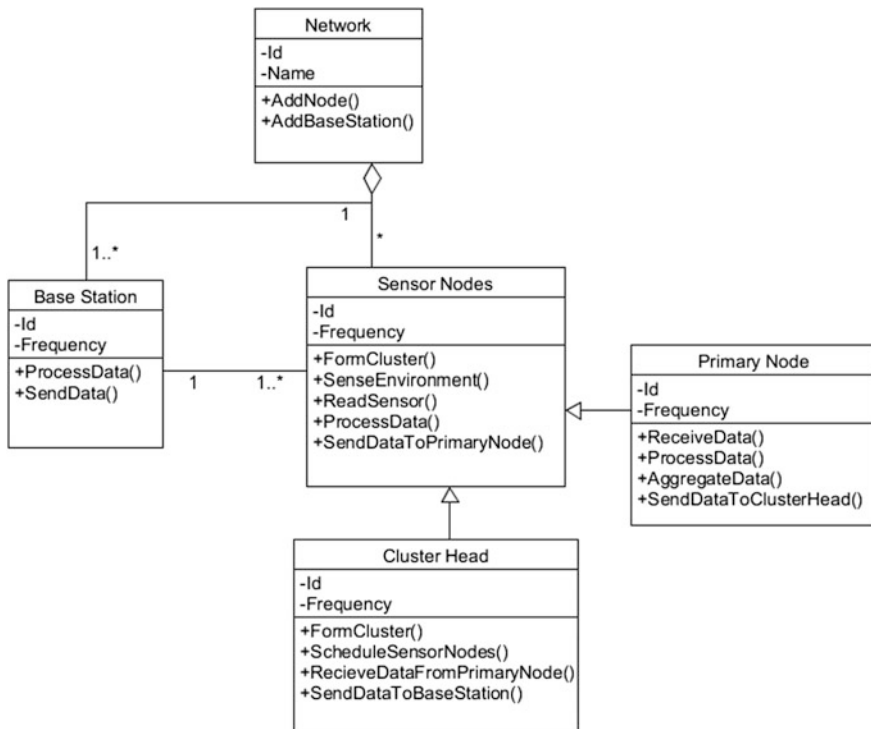 Network
-Id
-Name
+AddNode()
+AddBaseStation()
1
1..*
*
Base Station
-Id
-Frequency
+ProcessData()
+SendData()
1
1..*
Sensor Nodes
-Id
-Frequency
+FormCluster()
+SenseEnvironment()
+ReadSensor()
+ProcessData()
+SendDataToPrimaryNode()
Primary Node
-Id
-Frequency
+ReceiveData()
+ProcessData()
+AggregateData()
+SendDataToClusterHead()
Cluster Head
-Id
-Frequency
+FormCluster()
+ScheduleSensorNodes()
+RecieveDataFromPrimaryNode()
+SendDataToBaseStation()